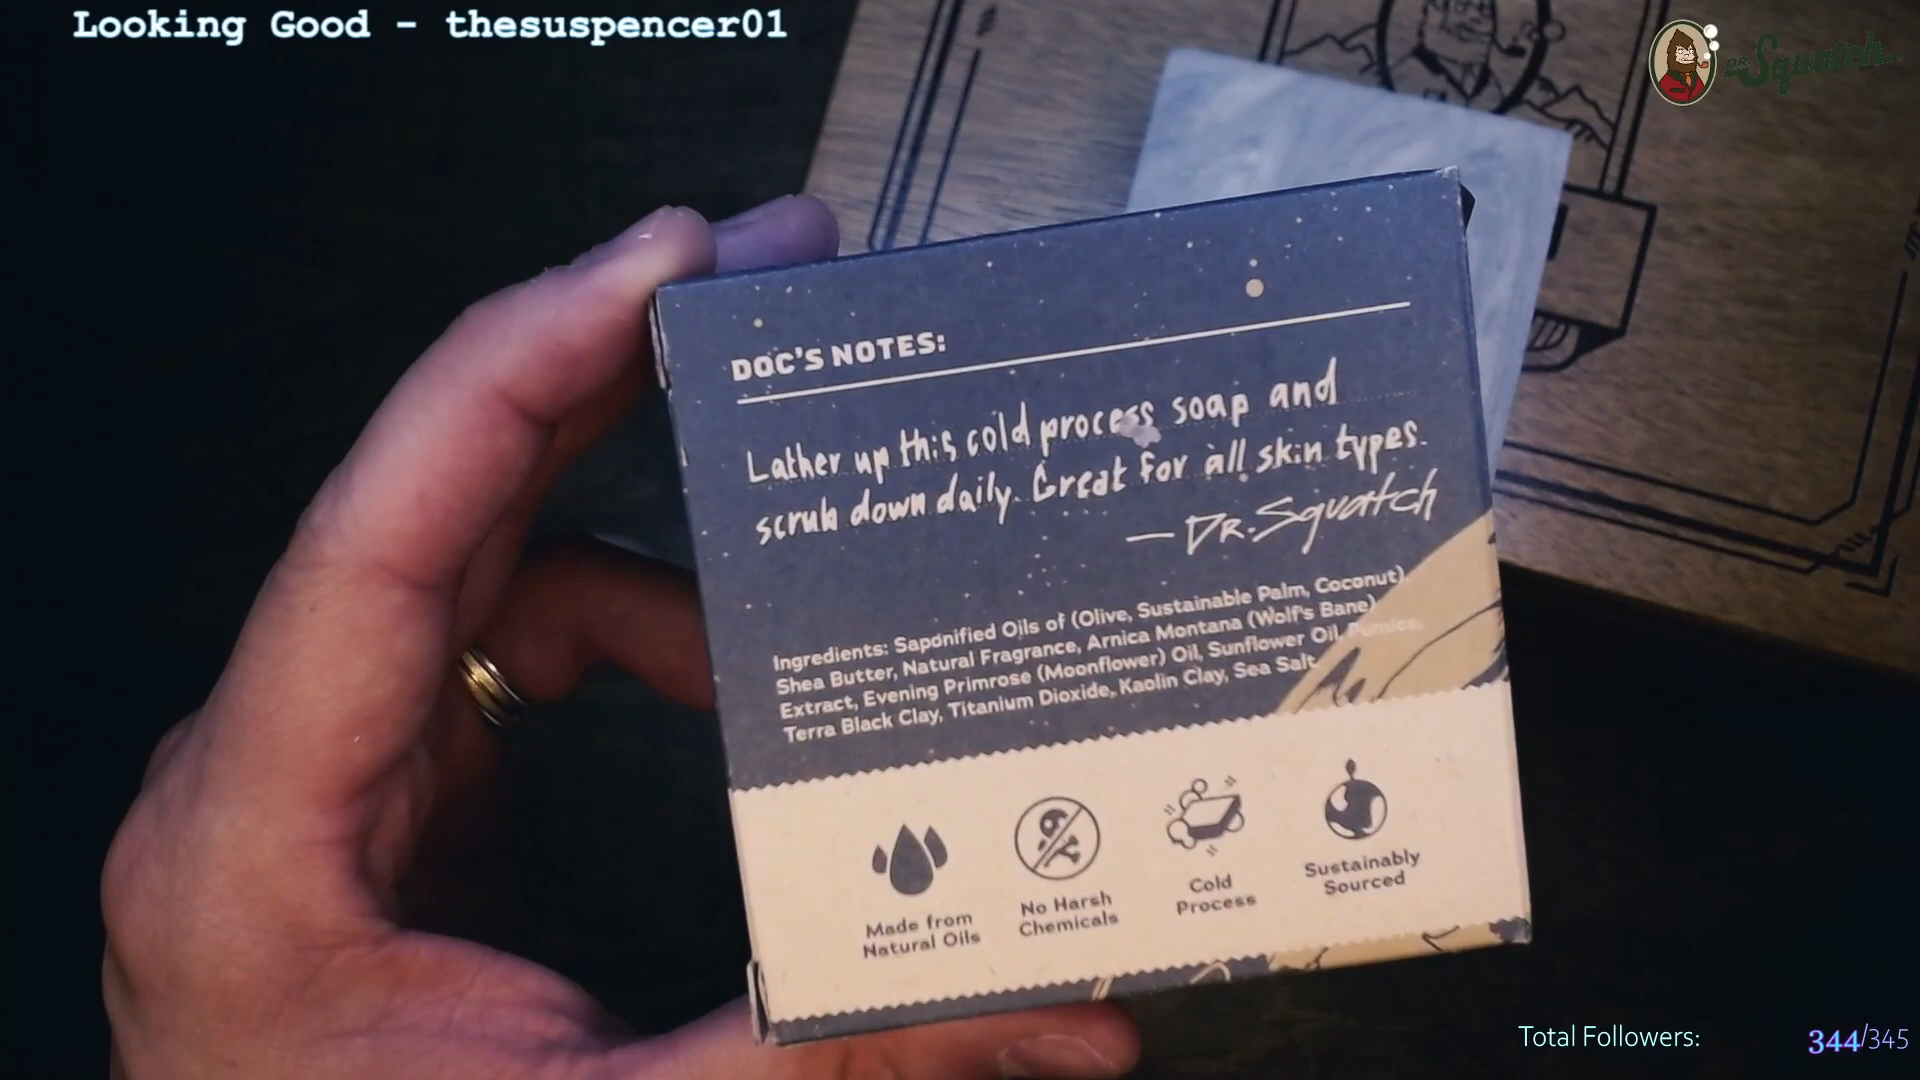 Looking Good - thesuspencer01
DR. Squatch
DOC'S NOTES:
Lather up this cold process soap and
scrub down daily. Great for all skin types.
— DR. Squatch
Ingredients: Saponified Oils of (Olive, Sustainable Palm, Coconut),
Shea Butter, Natural Fragrance, Arnica Montana (Wolf's Bane)
Extract, Evening Primrose (Moonflower) Oil, Sunflower Oil, Pumice,
Terra Black Clay, Titanium Dioxide, Kaolin Clay, Sea Salt
Made from
Natural Oils
No Harsh
Chemicals
Cold
Process
Sustainably
Sourced
Total Followers: 344/345